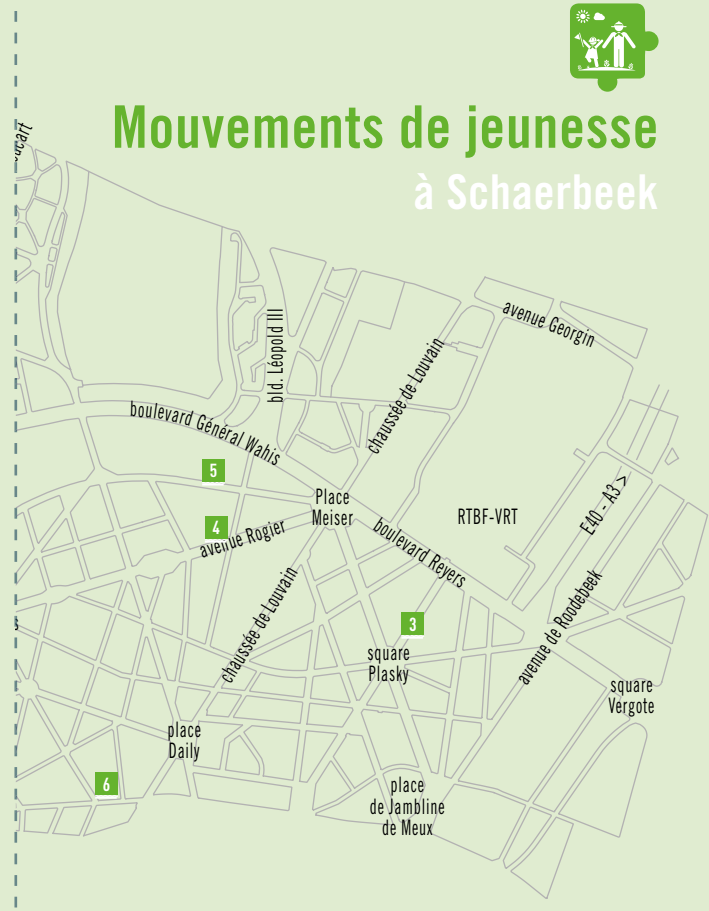 Mouvements de jeunesse
à Schaerbeek
avenue Georgin
bld. Léopold III
chaussée de Louvain
boulevard Général Wahis
5
Place
Meiser
4
avenue Rogier
boulevard Reyers
RTBF-VRT
E40 - A3 >
chaussée de Louvain
avenue de Roodebeek
3
square
Plasky
square
Vergote
place
Daily
6
place
de Jambline
de Meux